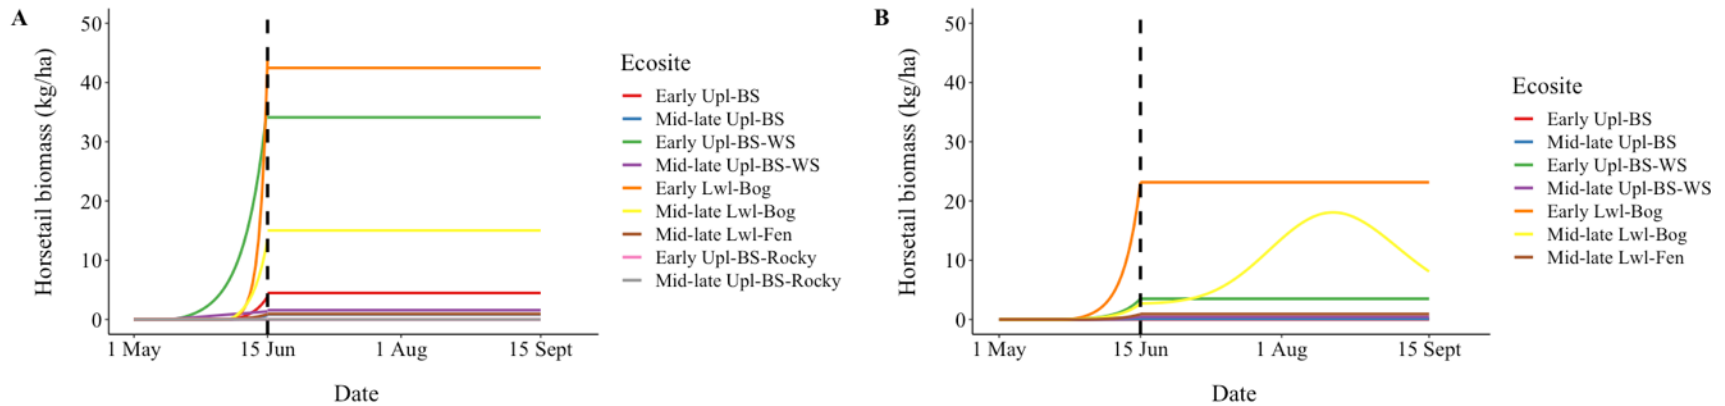 A
Horsetail biomass (kg/ha)
50
40
30
20
10
0
1 May
15 Jun
1 Aug
15 Sept
Date
Ecosite
Early Upl-BS
Mid-late Upl-BS
Early Upl-BS-WS
Mid-late Upl-BS-WS
Early Lwl-Bog
Mid-late Lwl-Bog
Mid-late Lwl-Fen
Early Upl-BS-Rocky
Mid-late Upl-BS-Rocky
B
Horsetail biomass (kg/ha)
50
40
30
20
10
0
1 May
15 Jun
1 Aug
15 Sept
Date
Ecosite
Early Upl-BS
Mid-late Upl-BS
Early Upl-BS-WS
Mid-late Upl-BS-WS
Early Lwl-Bog
Mid-late Lwl-Bog
Mid-late Lwl-Fen